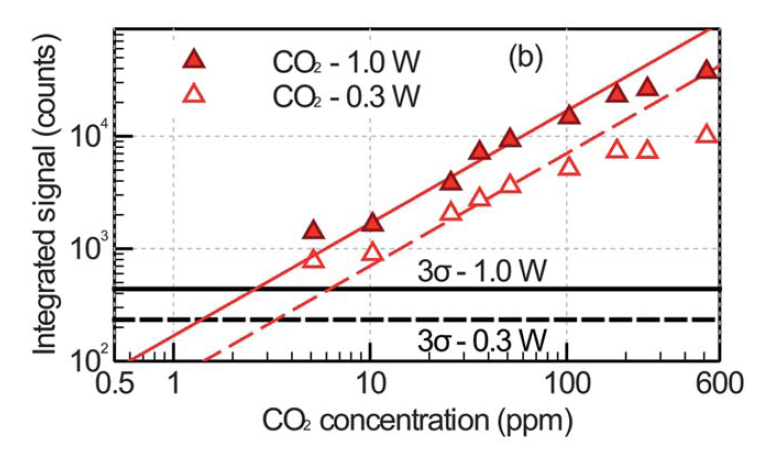 (b)
CO₂ - 1.0 W
CO₂ - 0.3 W
Integrated signal (counts)
10⁴
10³
10²
3σ - 1.0 W
3σ - 0.3 W
0.5 1 10 100 600
CO₂ concentration (ppm)